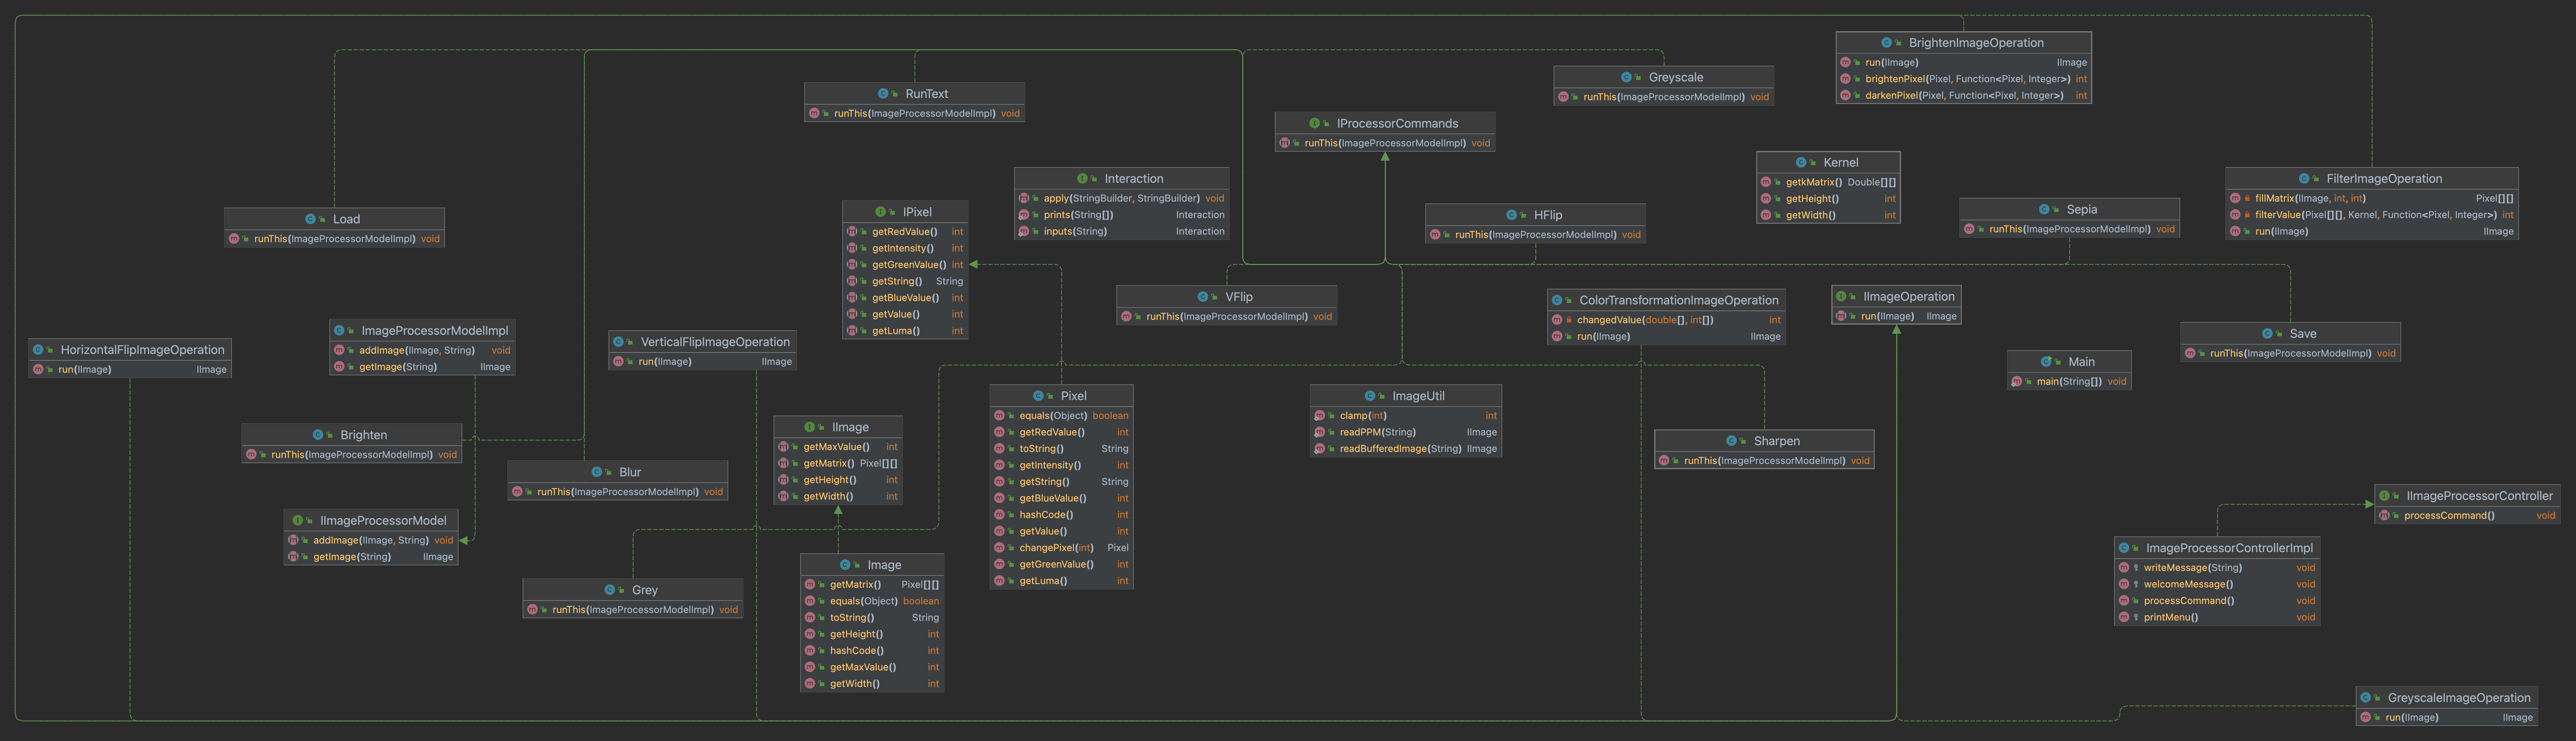 BrightenImageOperation
run(IImage) IImage
brightenPixel(Pixel, Function<Pixel, Integer>) int
darkenPixel(Pixel, Function<Pixel, Integer>) int
Greyscale
runThis(ImageProcessorModelImpl) void
RunText
runThis(ImageProcessorModelImpl) void
IProcessorCommands
runThis(ImageProcessorModelImpl) void
Kernel
getkMatrix() Double[][]
getHeight() int
getWidth() int
Interaction
apply(StringBuilder, StringBuilder) void
prints(String[]) Interaction
inputs(String) Interaction
FilterImageOperation
fillMatrix(IImage, int, int) Pixel[][]
filterValue(Pixel[][], Kernel, Function<Pixel, Integer>) int
run(IImage) IImage
Load
runThis(ImageProcessorModelImpl) void
IPixel
getRedValue() int
getIntensity() int
getGreenValue() int
getString() String
getBlueValue() int
getValue() int
getLuma() int
HFlip
runThis(ImageProcessorModelImpl) void
Sepia
runThis(ImageProcessorModelImpl) void
VFlip
runThis(ImageProcessorModelImpl) void
ColorTransformationImageOperation
changedValue(double[], int[]) int
run(IImage) IImage
IImageOperation
run(IImage) IImage
Save
runThis(ImageProcessorModelImpl) void
HorizontalFlipImageOperation
run(IImage) IImage
ImageProcessorModelImpl
addImage(IImage, String) void
getImage(String) IImage
VerticalFlipImageOperation
run(IImage) IImage
Main
main(String[]) void
Pixel
equals(Object) boolean
getRedValue() int
toString() String
getIntensity() int
getString() String
getBlueValue() int
hashCode() int
getValue() int
changePixel(int) Pixel
getGreenValue() int
getLuma() int
ImageUtil
clamp(int) int
readPPM(String) IImage
readBufferedImage(String) IImage
Brighten
runThis(ImageProcessorModelImpl) void
IImage
getMaxValue() int
getMatrix() Pixel[][]
getHeight() int
getWidth() int
Sharpen
runThis(ImageProcessorModelImpl) void
Blur
runThis(ImageProcessorModelImpl) void
IImageProcessorModel
addImage(IImage, String) void
getImage(String) IImage
IImageProcessorController
processCommand() void
ImageProcessorControllerImpl
writeMessage(String) void
welcomeMessage() void
processCommand() void
printMenu() void
Image
getMatrix() Pixel[][]
equals(Object) boolean
toString() String
getHeight() int
hashCode() int
getMaxValue() int
getWidth() int
Grey
runThis(ImageProcessorModelImpl) void
GreyscaleImageOperation
run(IImage) IImage